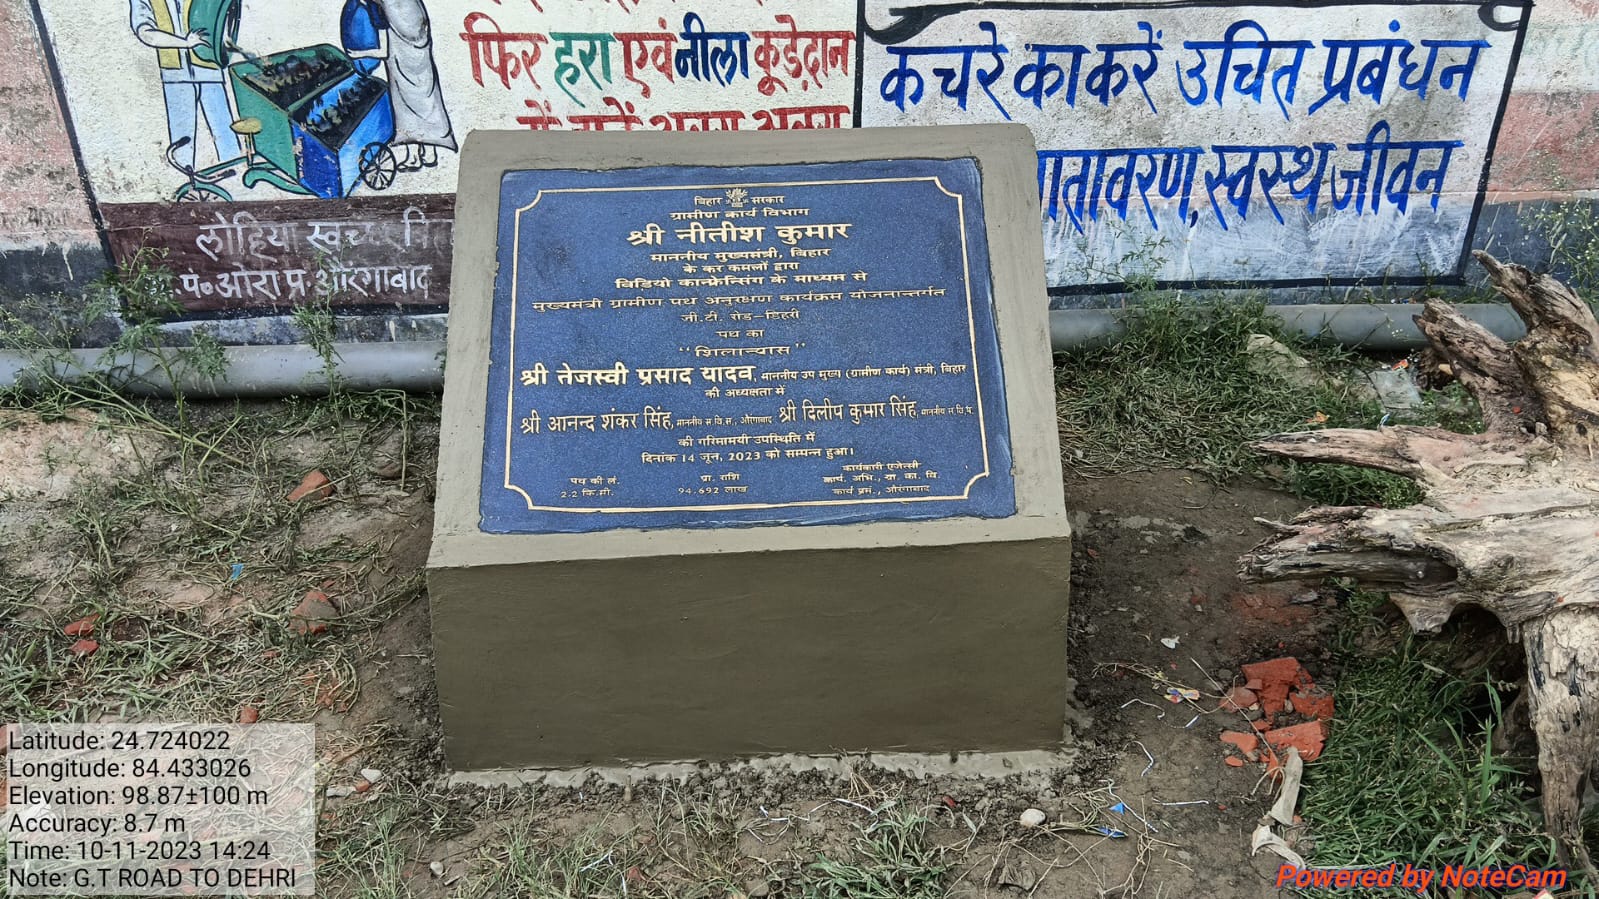 फिर हरा एवं नीला कूड़ेदान
कचरे का करें उचित प्रबंधन
वातावरण, स्वस्थ जीवन
लोहिया स्वच्छ
पं॰ ओरा प्र॰ औरंगाबाद
बिहार सरकार
ग्रामीण कार्य विभाग
श्री नीतीश कुमार
माननीय मुख्यमंत्री, बिहार
के कर कमलों द्वारा
विडियो कान्फ्रेन्सिंग के माध्यम से
मुख्यमंत्री ग्रामीण पथ अनुरक्षण कार्यक्रम योजनान्तर्गत
जी.टी. रोड–डिहरी
पथ का
"शिलान्यास"
श्री तेजस्वी प्रसाद यादव, माननीय उप मुख्य (ग्रामीण कार्य) मंत्री, बिहार
की अध्यक्षता में
श्री आनन्द शंकर सिंह, माननीय स.वि.स., औरंगाबाद श्री दिलीप कुमार सिंह, माननीय स.वि.प.
की गरिमामयी उपस्थिति में
दिनांक 14 जून, 2023 को सम्पन्न हुआ।
पथ की लं.
2.2 कि.मी.
प्रा. राशि
94.692 लाख
कार्यकारी एजेन्सी
कार्य. अभि., ग्रा. का. वि.
कार्य प्रमं., औरंगाबाद
Latitude: 24.724022
Longitude: 84.433026
Elevation: 98.87±100 m
Accuracy: 8.7 m
Time: 10-11-2023 14:24
Note: G.T ROAD TO DEHRI
Powered by NoteCam